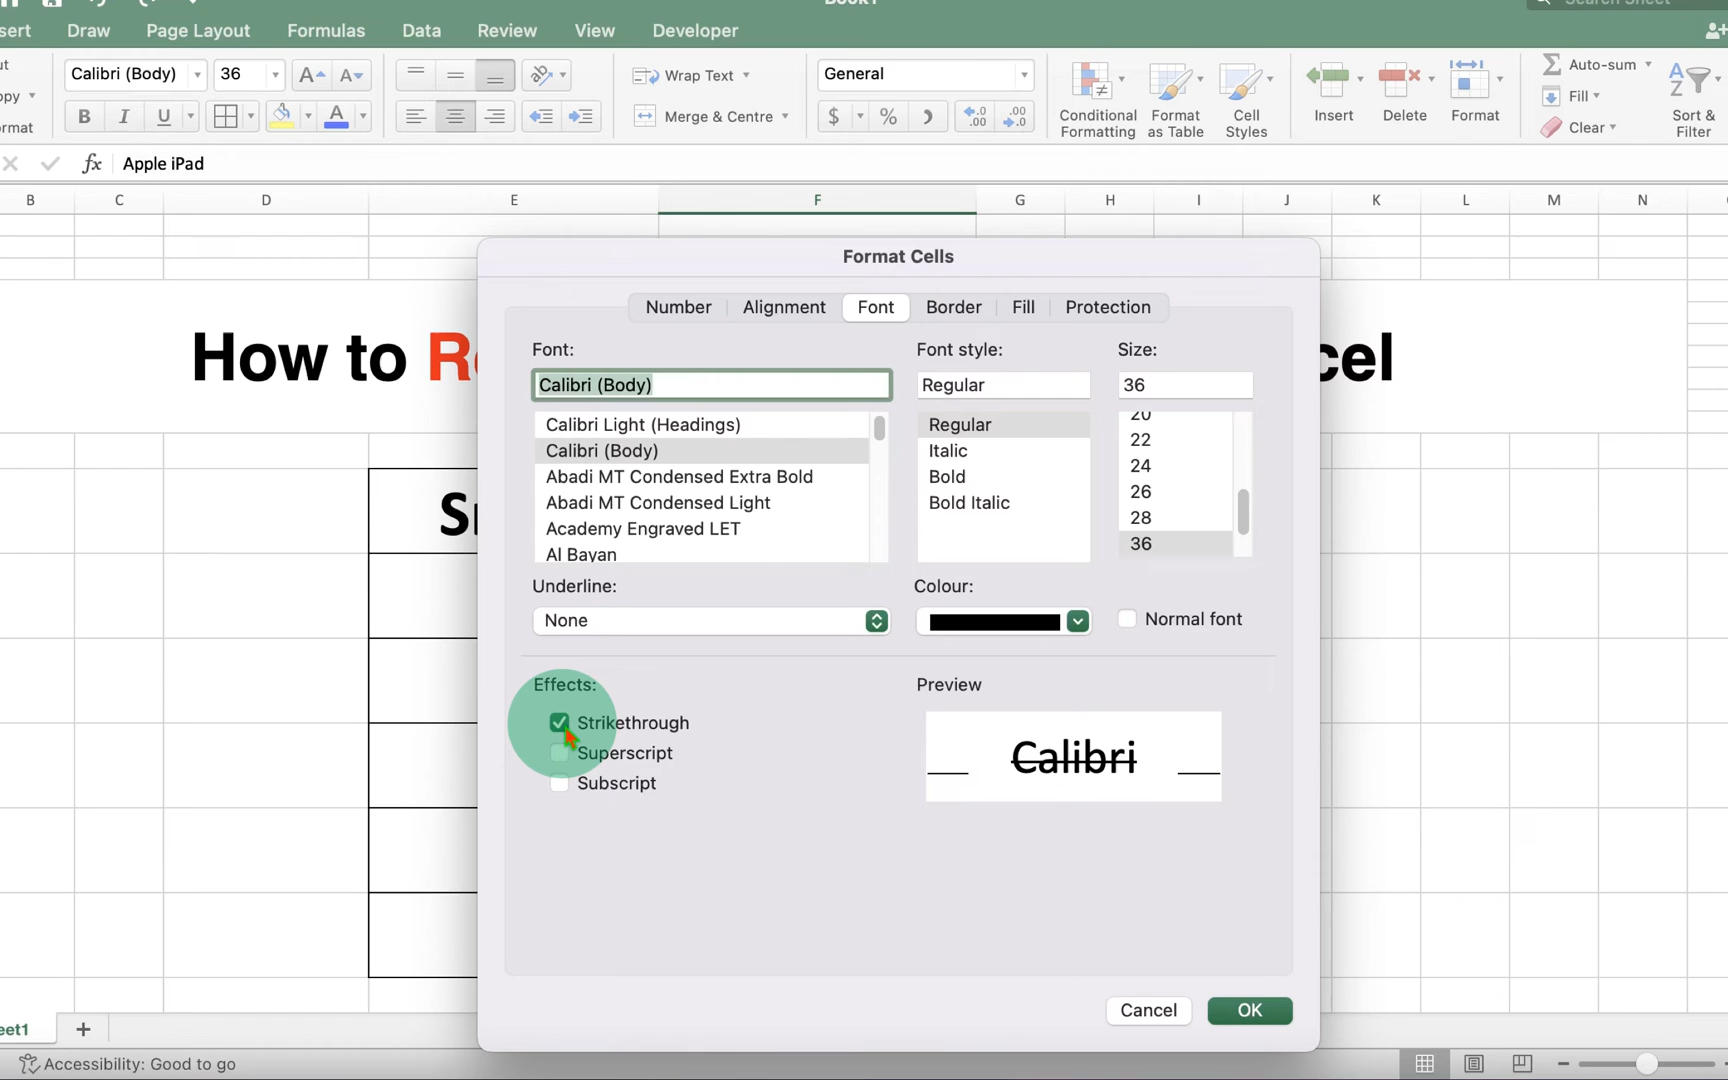 sert Draw Page Layout Formulas Data Review View Developer
Calibri (Body) 36 A A Wrap Text General Auto-sum
opy Fill
B I U A Merge & Centre $ % Conditional Formatting Format as Table Cell Styles Insert Delete Format Clear Sort & Filter
rmat
fx Apple iPad
B C D E F G H I J K L M N
Format Cells
Number Alignment Font Border Fill Protection
How to R cel
Font: Font style: Size:
Calibri (Body) Regular 36
20
Calibri Light (Headings) Regular 22
Calibri (Body) Italic 24
Abadi MT Condensed Extra Bold Bold 26
Abadi MT Condensed Light Bold Italic 28
Academy Engraved LET 36
Al Bayan
Underline: Colour:
None Normal font
Effects: Preview
Strikethrough
Superscript Calibri
Subscript
Cancel OK
eet1 +
Accessibility: Good to go